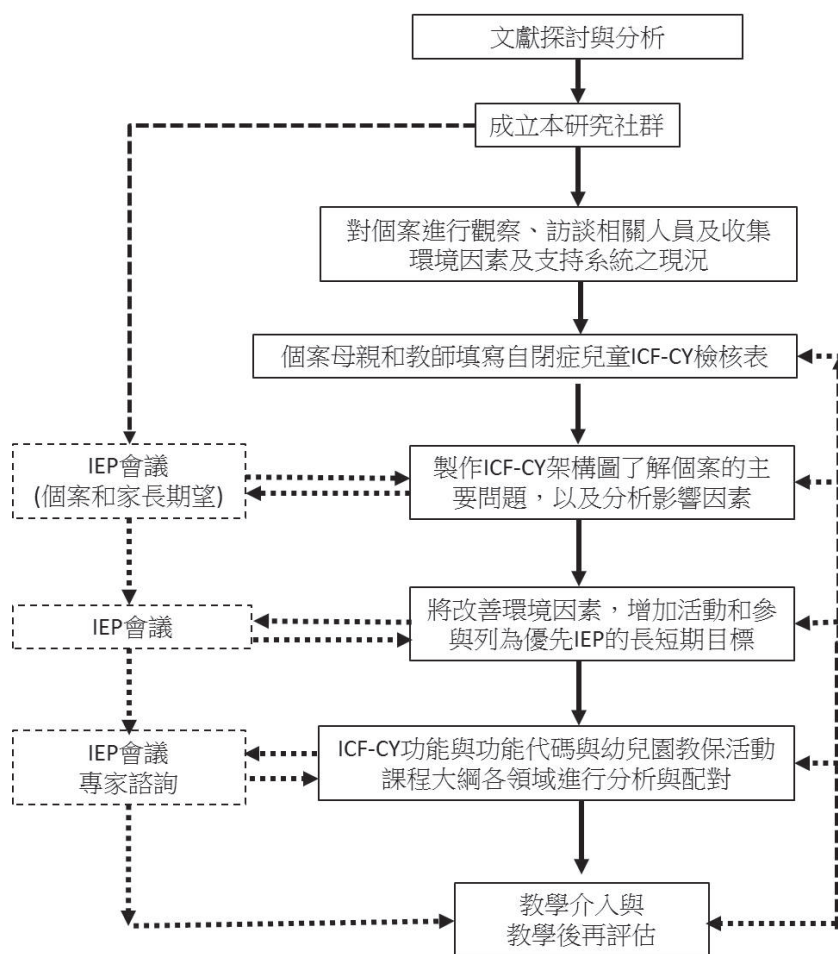 文獻探討與分析
成立本研究社群
對個案進行觀察、訪談相關人員及收集
環境因素及支持系統之現況
個案母親和教師填寫自閉症兒童ICF-CY檢核表
IEP會議
(個案和家長期望)
製作ICF-CY架構圖了解個案的主
要問題，以及分析影響因素
IEP會議
將改善環境因素，增加活動和參
與列為優先IEP的長短期目標
IEP會議
專家諮詢
ICF-CY功能與功能代碼與幼兒園教保活動
課程大綱各領域進行分析與配對
教學介入與
教學後再評估